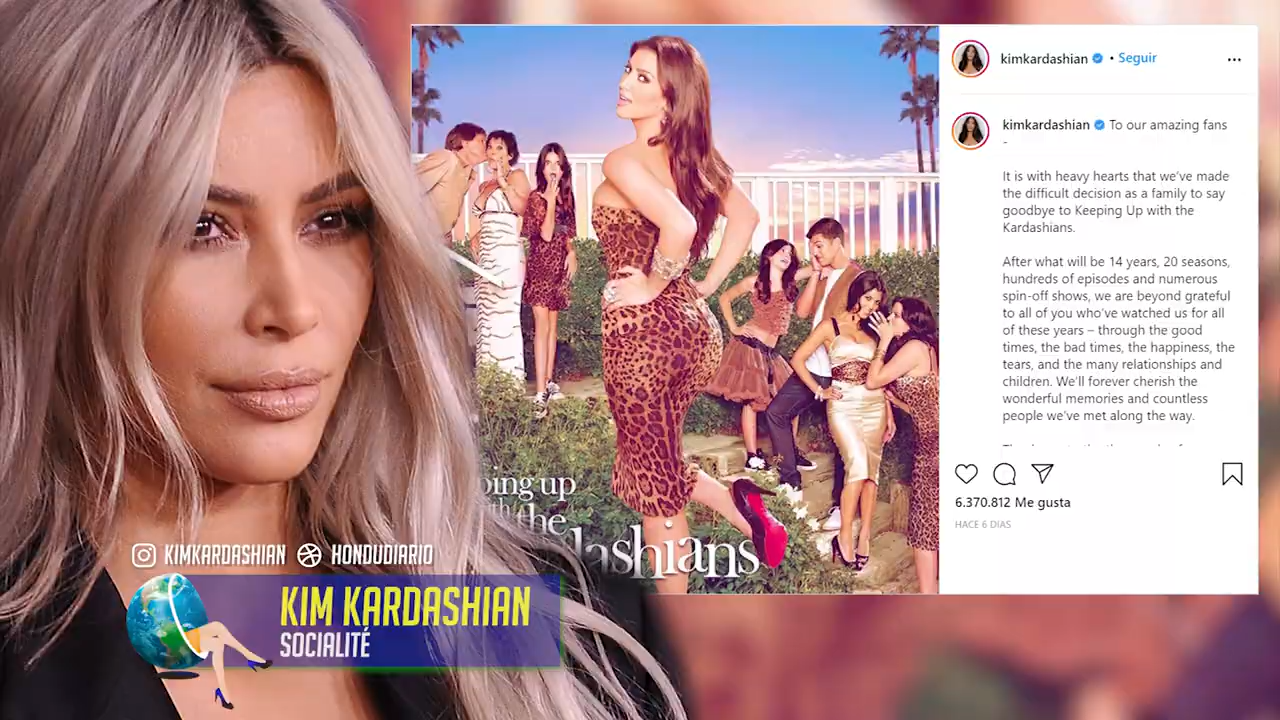 kimkardashian • Seguir
kimkardashian To our amazing fans
-
It is with heavy hearts that we’ve made
the difficult decision as a family to say
goodbye to Keeping Up with the
Kardashians.
After what will be 14 years, 20 seasons,
hundreds of episodes and numerous
spin-off shows, we are beyond grateful
to all of you who’ve watched us for all
of these years – through the good
times, the bad times, the happiness, the
tears, and the many relationships and
children. We’ll forever cherish the
wonderful memories and countless
people we’ve met along the way.
6.370.812 Me gusta
HACE 6 DÍAS
ping up
the
dashians
KIMKARDASHIAN HONDUDIARIO
KIM KARDASHIAN
SOCIALITÉ